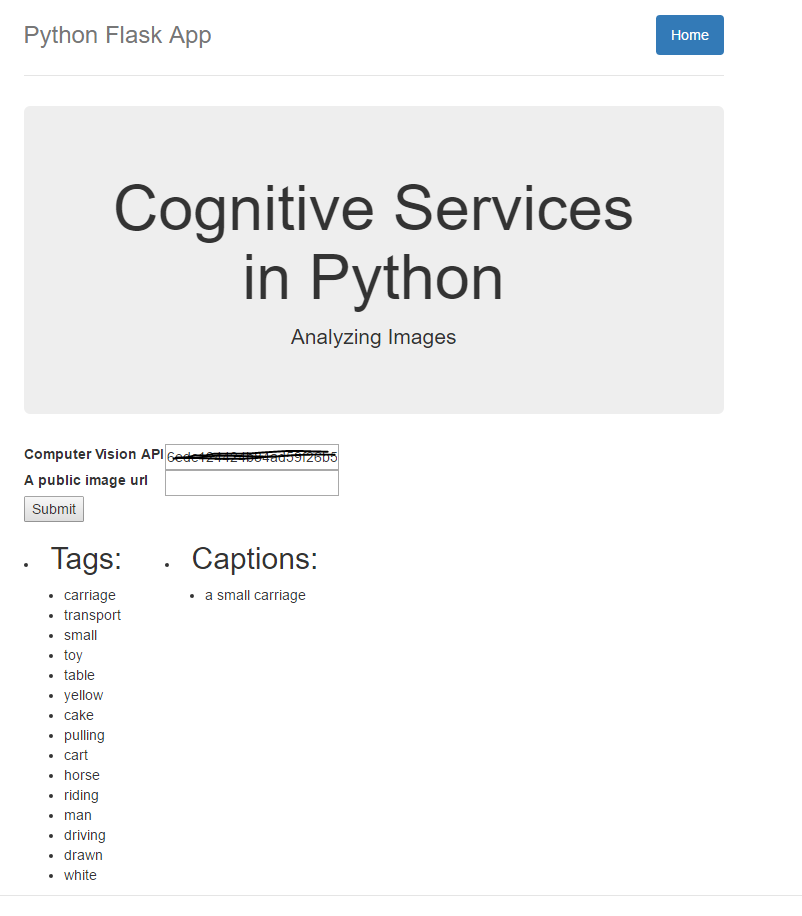 Python Flask App
Home
Cognitive Services
in Python
Analyzing Images
Computer Vision API
A public image url
Submit
Tags:
carriage
transport
small
toy
table
yellow
cake
pulling
cart
horse
riding
man
driving
drawn
white
Captions:
a small carriage